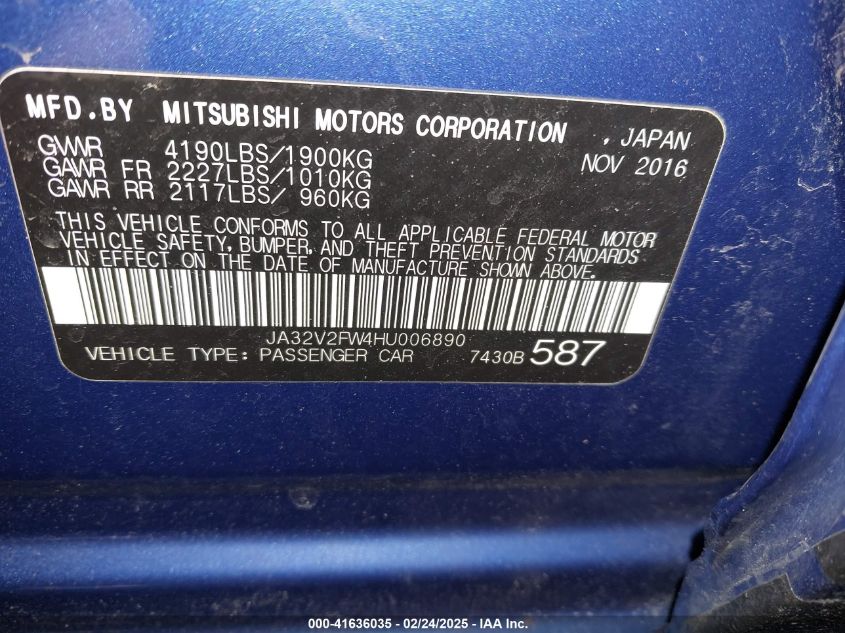 MFD.BY MITSUBISHI MOTORS CORPORATION , JAPAN
GVWR 4190LBS/1900KG NOV 2016
GAWR FR 2227LBS/1010KG
GAWR RR 2117LBS/ 960KG
THIS VEHICLE CONFORMS TO ALL APPLICABLE FEDERAL MOTOR
VEHICLE SAFETY, BUMPER, AND THEFT PREVENTION STANDARDS
IN EFFECT ON THE DATE OF MANUFACTURE SHOWN ABOVE.
JA32V2FW4HU006890
VEHICLE TYPE: PASSENGER CAR 7430B 587
000-41636035 - 02/24/2025 - IAA Inc.